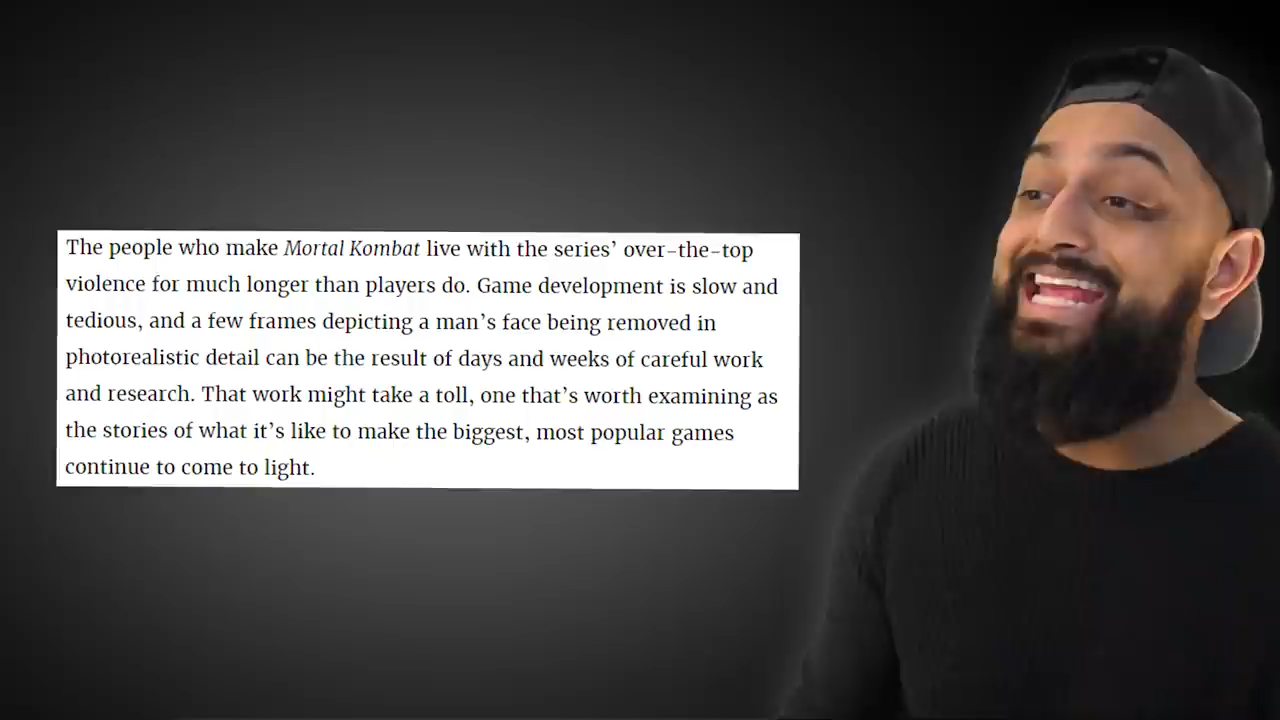 The people who make Mortal Kombat live with the series’ over-the-top
violence for much longer than players do. Game development is slow and
tedious, and a few frames depicting a man’s face being removed in
photorealistic detail can be the result of days and weeks of careful work
and research. That work might take a toll, one that’s worth examining as
the stories of what it’s like to make the biggest, most popular games
continue to come to light.